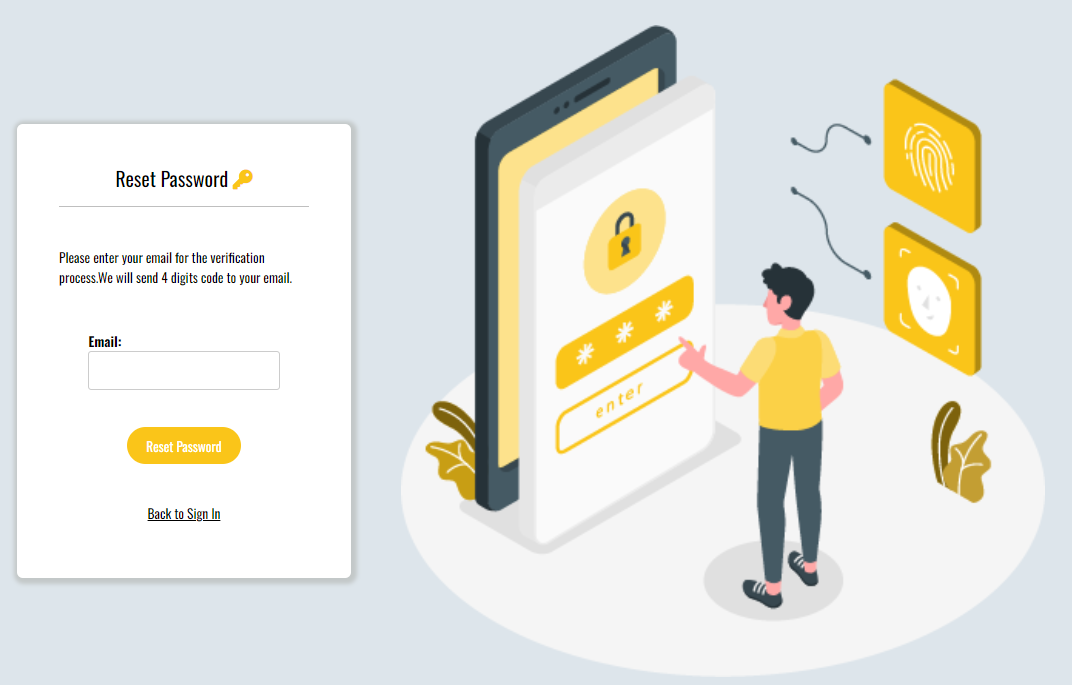 Reset Password
Please enter your email for the verification
process.We will send 4 digits code to your email.
Email:
Reset Password
Back to Sign In
* * *
enter